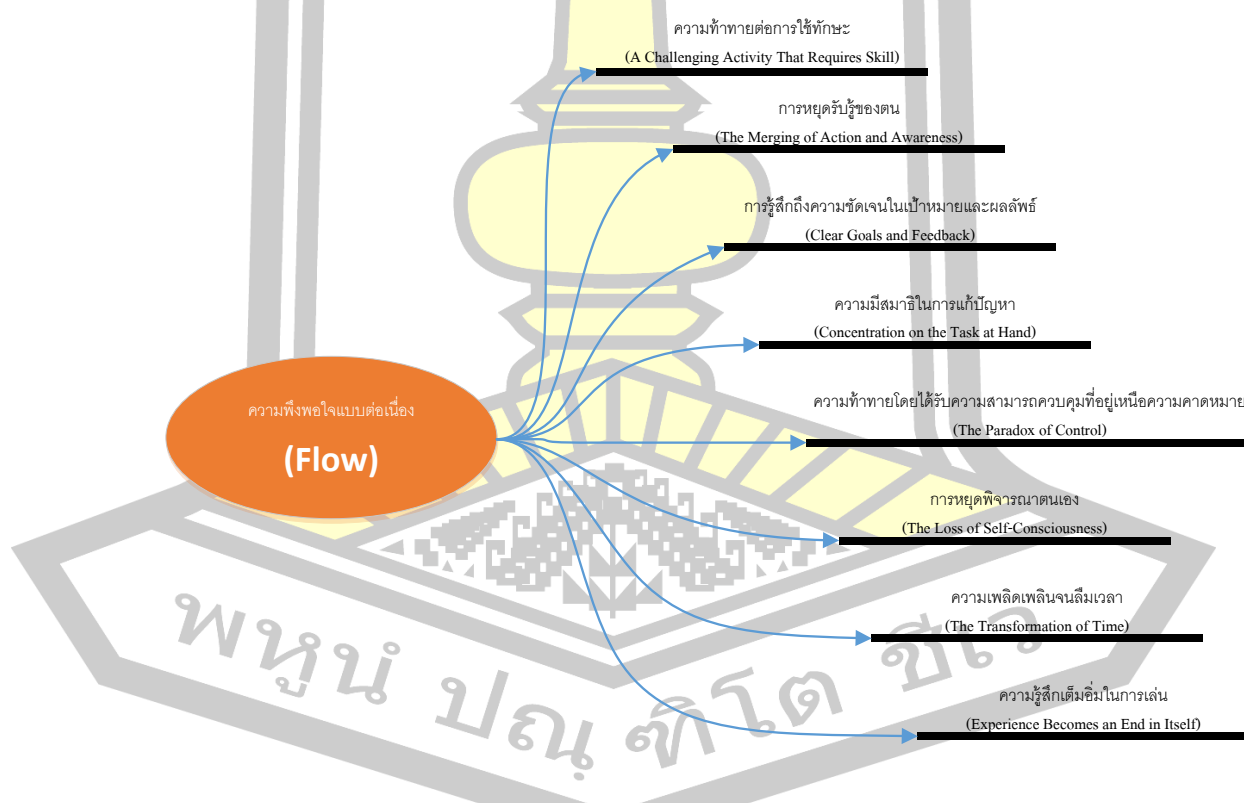 ความท้าทายต่อการใช้ทักษะ
(A Challenging Activity That Requires Skill)
การหยุดรับรู้ของตน
(The Merging of Action and Awareness)
การรู้สึกถึงความชัดเจนในเป้าหมายและผลลัพธ์
(Clear Goals and Feedback)
ความมีสมาธิในการแก้ปัญหา
(Concentration on the Task at Hand)
ความพึงพอใจแบบต่อเนื่อง
(Flow)
ความท้าทายโดยได้รับความสามารถควบคุมที่อยู่เหนือความคาดหมาย
(The Paradox of Control)
การหยุดพิจารณาตนเอง
(The Loss of Self-Consciousness)
ความเพลิดเพลินจนลืมเวลา
(The Transformation of Time)
ความรู้สึกเต็มอิ่มในการเล่น
(Experience Becomes an End in Itself)
พหูนํ ปณฺฑิโต ชีเว